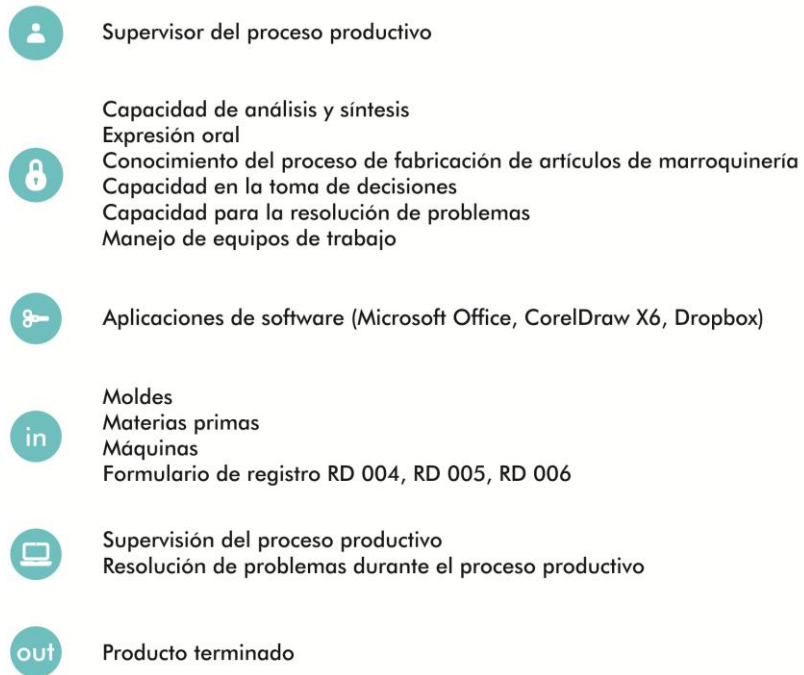 Supervisor del proceso productivo
Capacidad de análisis y síntesis
Expresión oral
Conocimiento del proceso de fabricación de artículos de marroquinería
Capacidad en la toma de decisiones
Capacidad para la resolución de problemas
Manejo de equipos de trabajo
Aplicaciones de software (Microsoft Office, CorelDraw X6, Dropbox)
in
Moldes
Materias primas
Máquinas
Formulario de registro RD 004, RD 005, RD 006
Supervisión del proceso productivo
Resolución de problemas durante el proceso productivo
out
Producto terminado